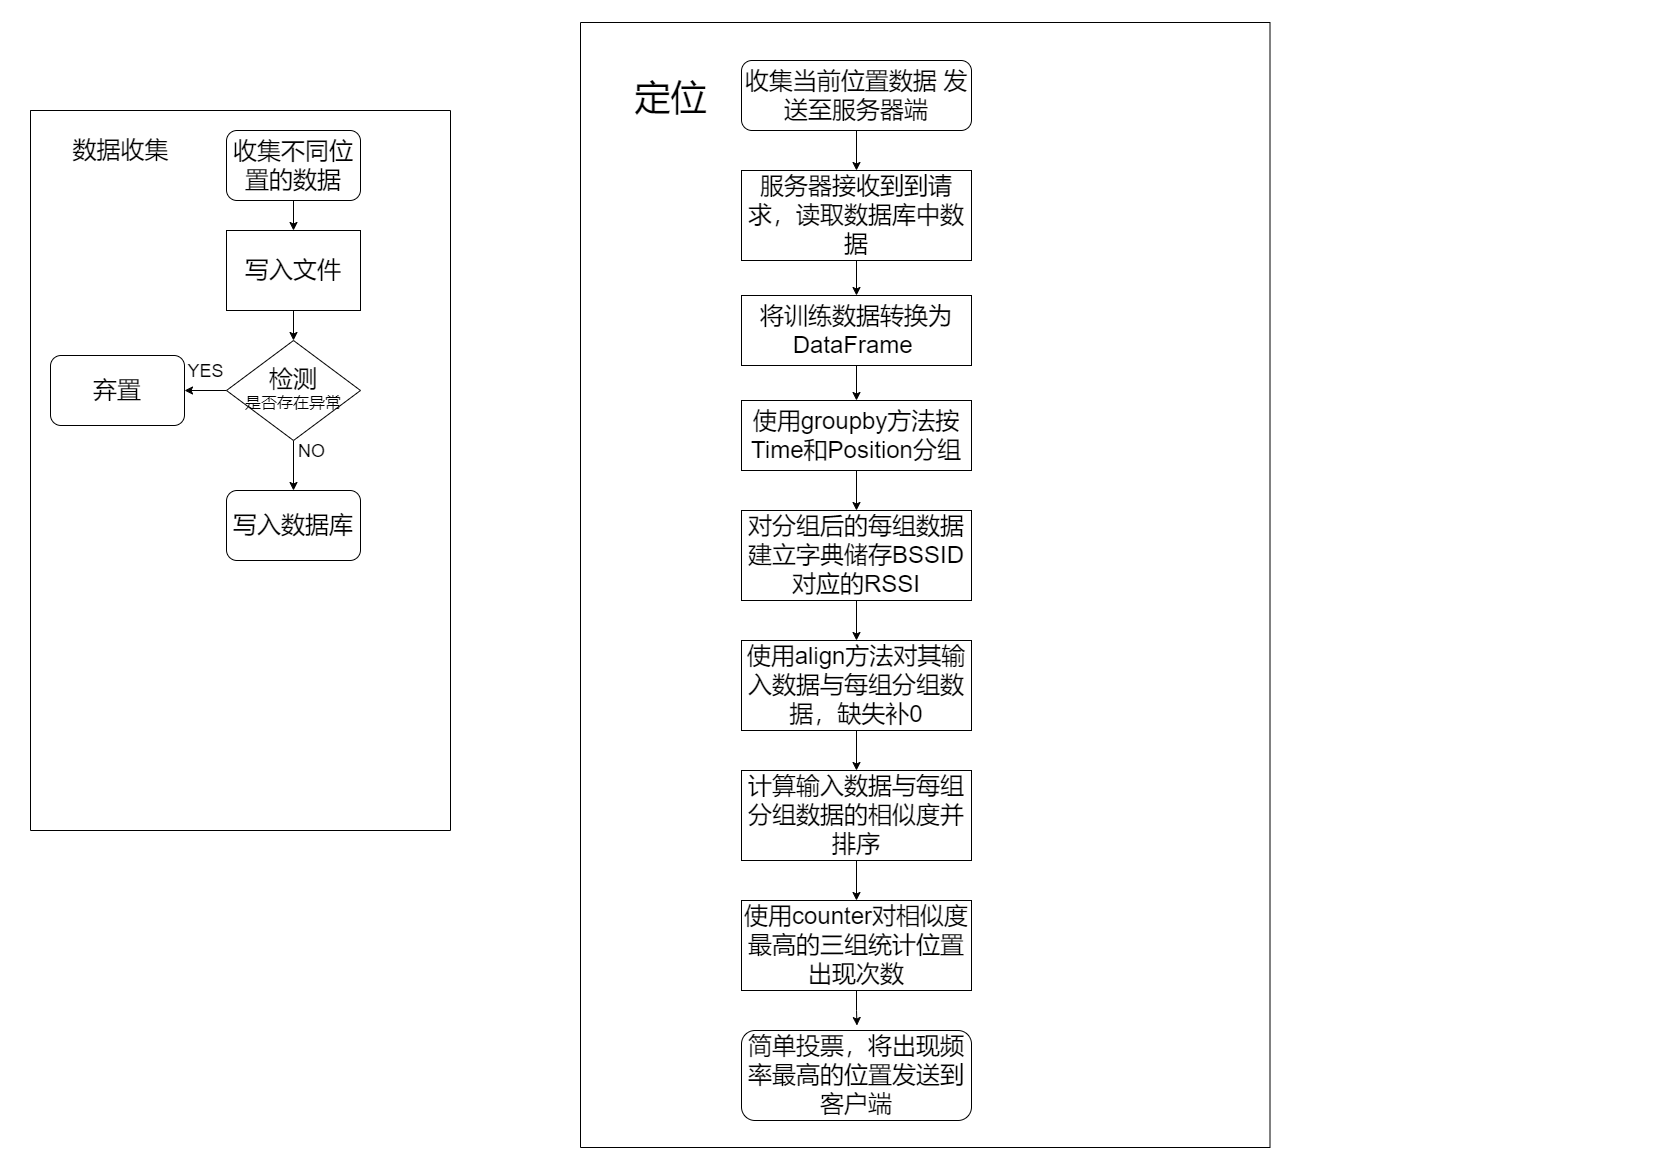 数据收集
收集不同位
置的数据
写入文件
检测
是否存在异常
YES
弃置
NO
写入数据库
定位
收集当前位置数据 发
送至服务器端
服务器接收到到请
求，读取数据库中数
据
将训练数据转换为
DataFrame
使用groupby方法按
Time和Position分组
对分组后的每组数据
建立字典储存BSSID
对应的RSSI
使用align方法对其输
入数据与每组分组数
据，缺失补0
计算输入数据与每组
分组数据的相似度并
排序
使用counter对相似度
最高的三组统计位置
出现次数
简单投票，将出现频
率最高的位置发送到
客户端